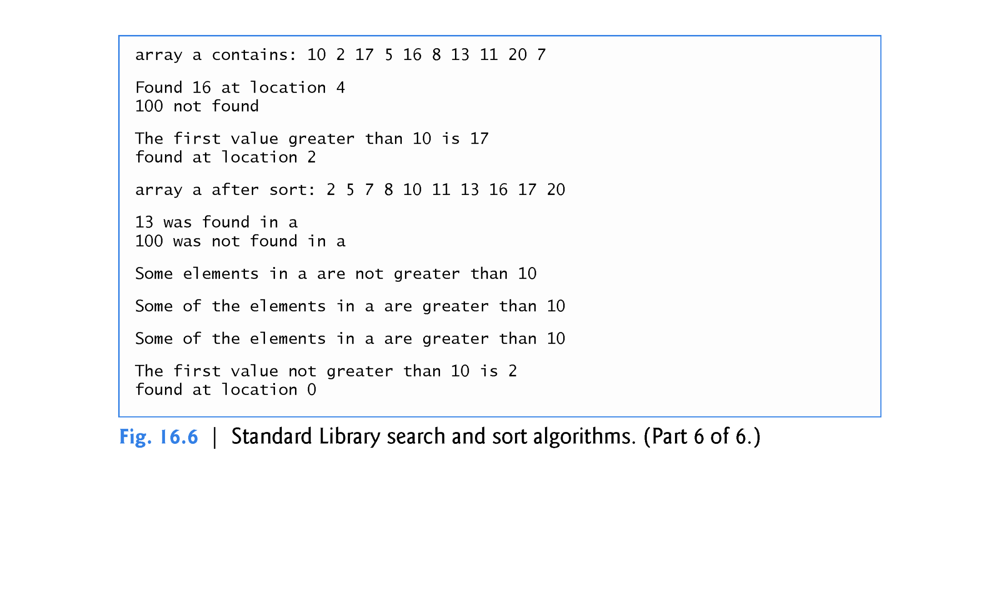 array a contains: 10 2 17 5 16 8 13 11 20 7
Found 16 at location 4
100 not found
The first value greater than 10 is 17
found at location 2
array a after sort: 2 5 7 8 10 11 13 16 17 20
13 was found in a
100 was not found in a
Some elements in a are not greater than 10
Some of the elements in a are greater than 10
Some of the elements in a are greater than 10
The first value not greater than 10 is 2
found at location 0
Fig. 16.6 | Standard Library search and sort algorithms. (Part 6 of 6.)